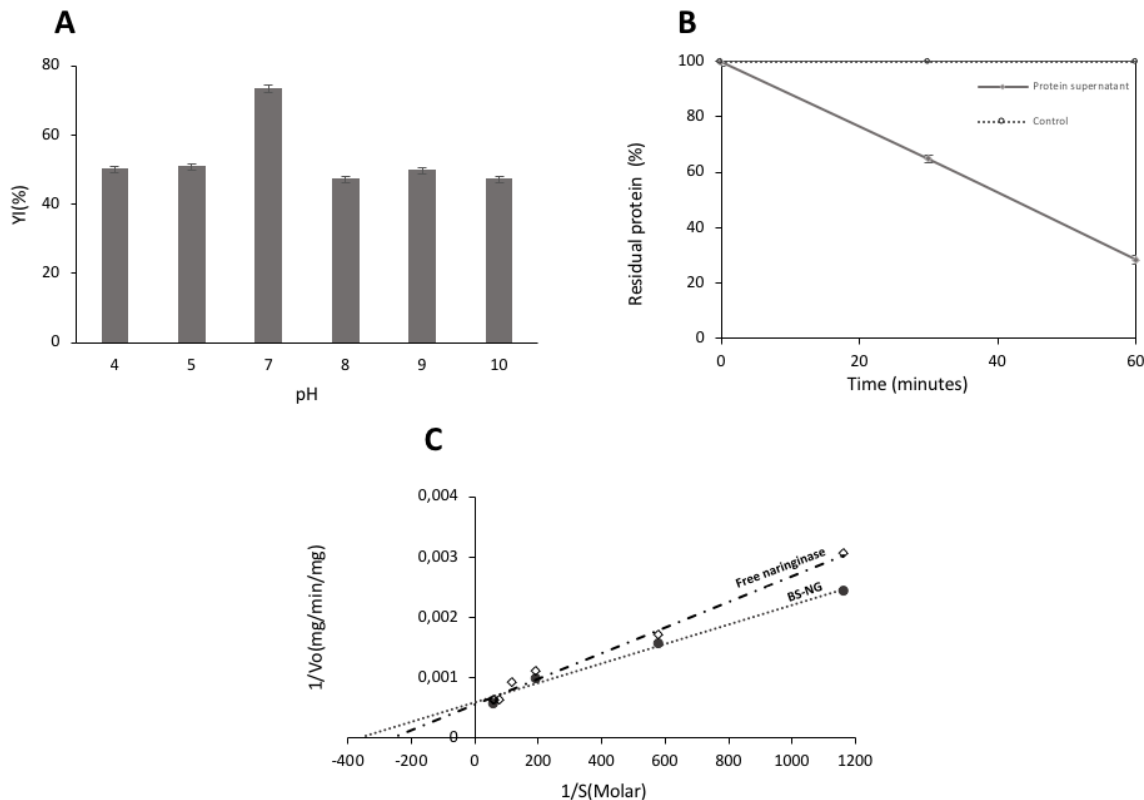 A
80
60
40
20
0
YI(%)
4 5 7 8 9 10
pH
B
100
80
60
40
20
0
Residual protein (%)
Protein supernatant
Control
0 20 40 60
Time (minutes)
C
0,004
0,003
0,002
0,001
0
1/Vo(mg/min/mg)
Free naringinase
BS-NG
-400 -200 0 200 400 600 800 1000 1200
1/S(Molar)